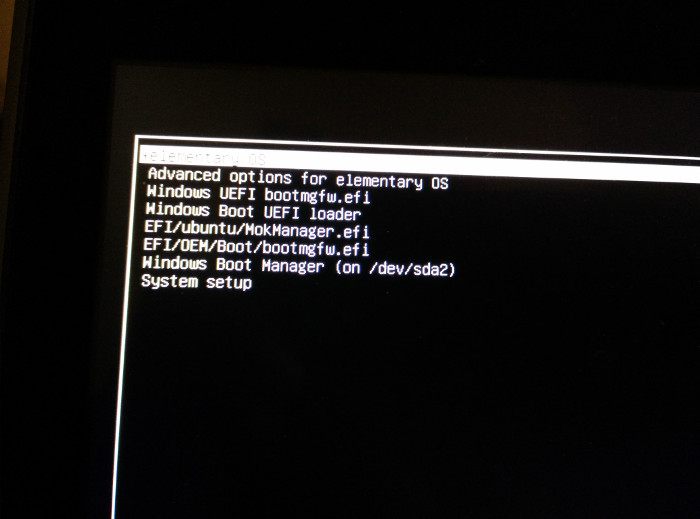 *elementary OS
Advanced options for elementary OS
Windows UEFI bootmgfw.efi
Windows Boot UEFI loader
EFI/ubuntu/MokManager.efi
EFI/OEM/Boot/bootmgfw.efi
Windows Boot Manager (on /dev/sda2)
System setup